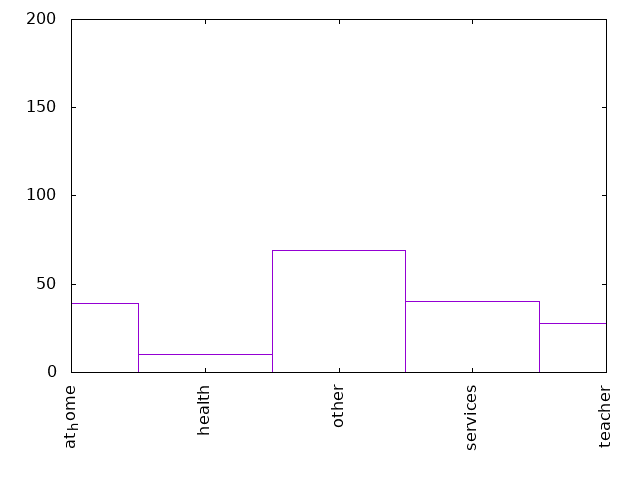 200
150
100
50
0
at_home
health
other
services
teacher